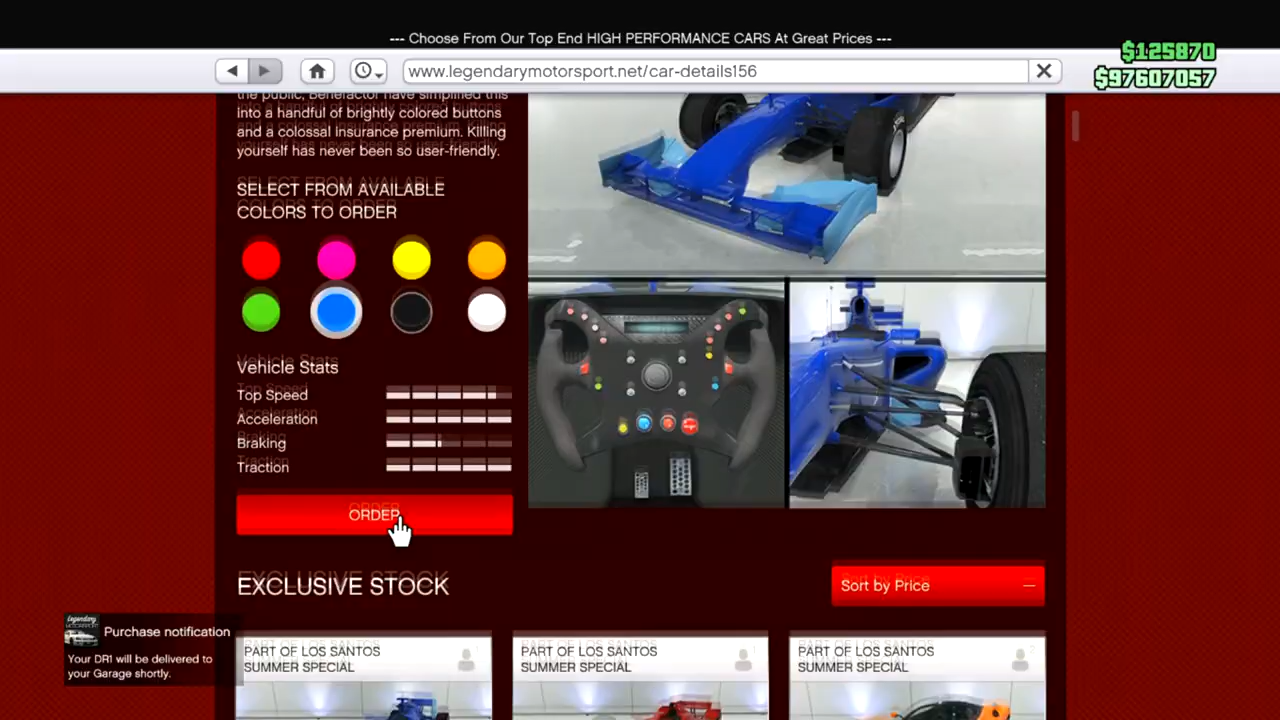 --- Choose From Our Top End HIGH PERFORMANCE CARS At Great Prices ---
$125870
$97607057
www.legendarymotorsport.net/car-details156
the public, Benefactor have simplified this
into a handful of brightly colored buttons
and a colossal insurance premium. Killing
yourself has never been so user-friendly.
SELECT FROM AVAILABLE
COLORS TO ORDER
Vehicle Stats
Top Speed
Acceleration
Braking
Traction
ORDER
EXCLUSIVE STOCK
Sort by Price
Purchase notification
Your DR1 will be delivered to
your Garage shortly.
PART OF LOS SANTOS
SUMMER SPECIAL
PART OF LOS SANTOS
SUMMER SPECIAL
PART OF LOS SANTOS
SUMMER SPECIAL